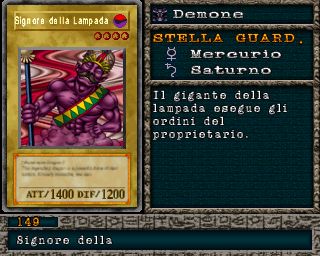 Signore della Lampada
ATT/1400 DIF/1200
Demone
STELLA GUARD.
Mercurio
Saturno
Il gigante della
lampada esegue gli
ordini del
proprietario.
149
Signore della